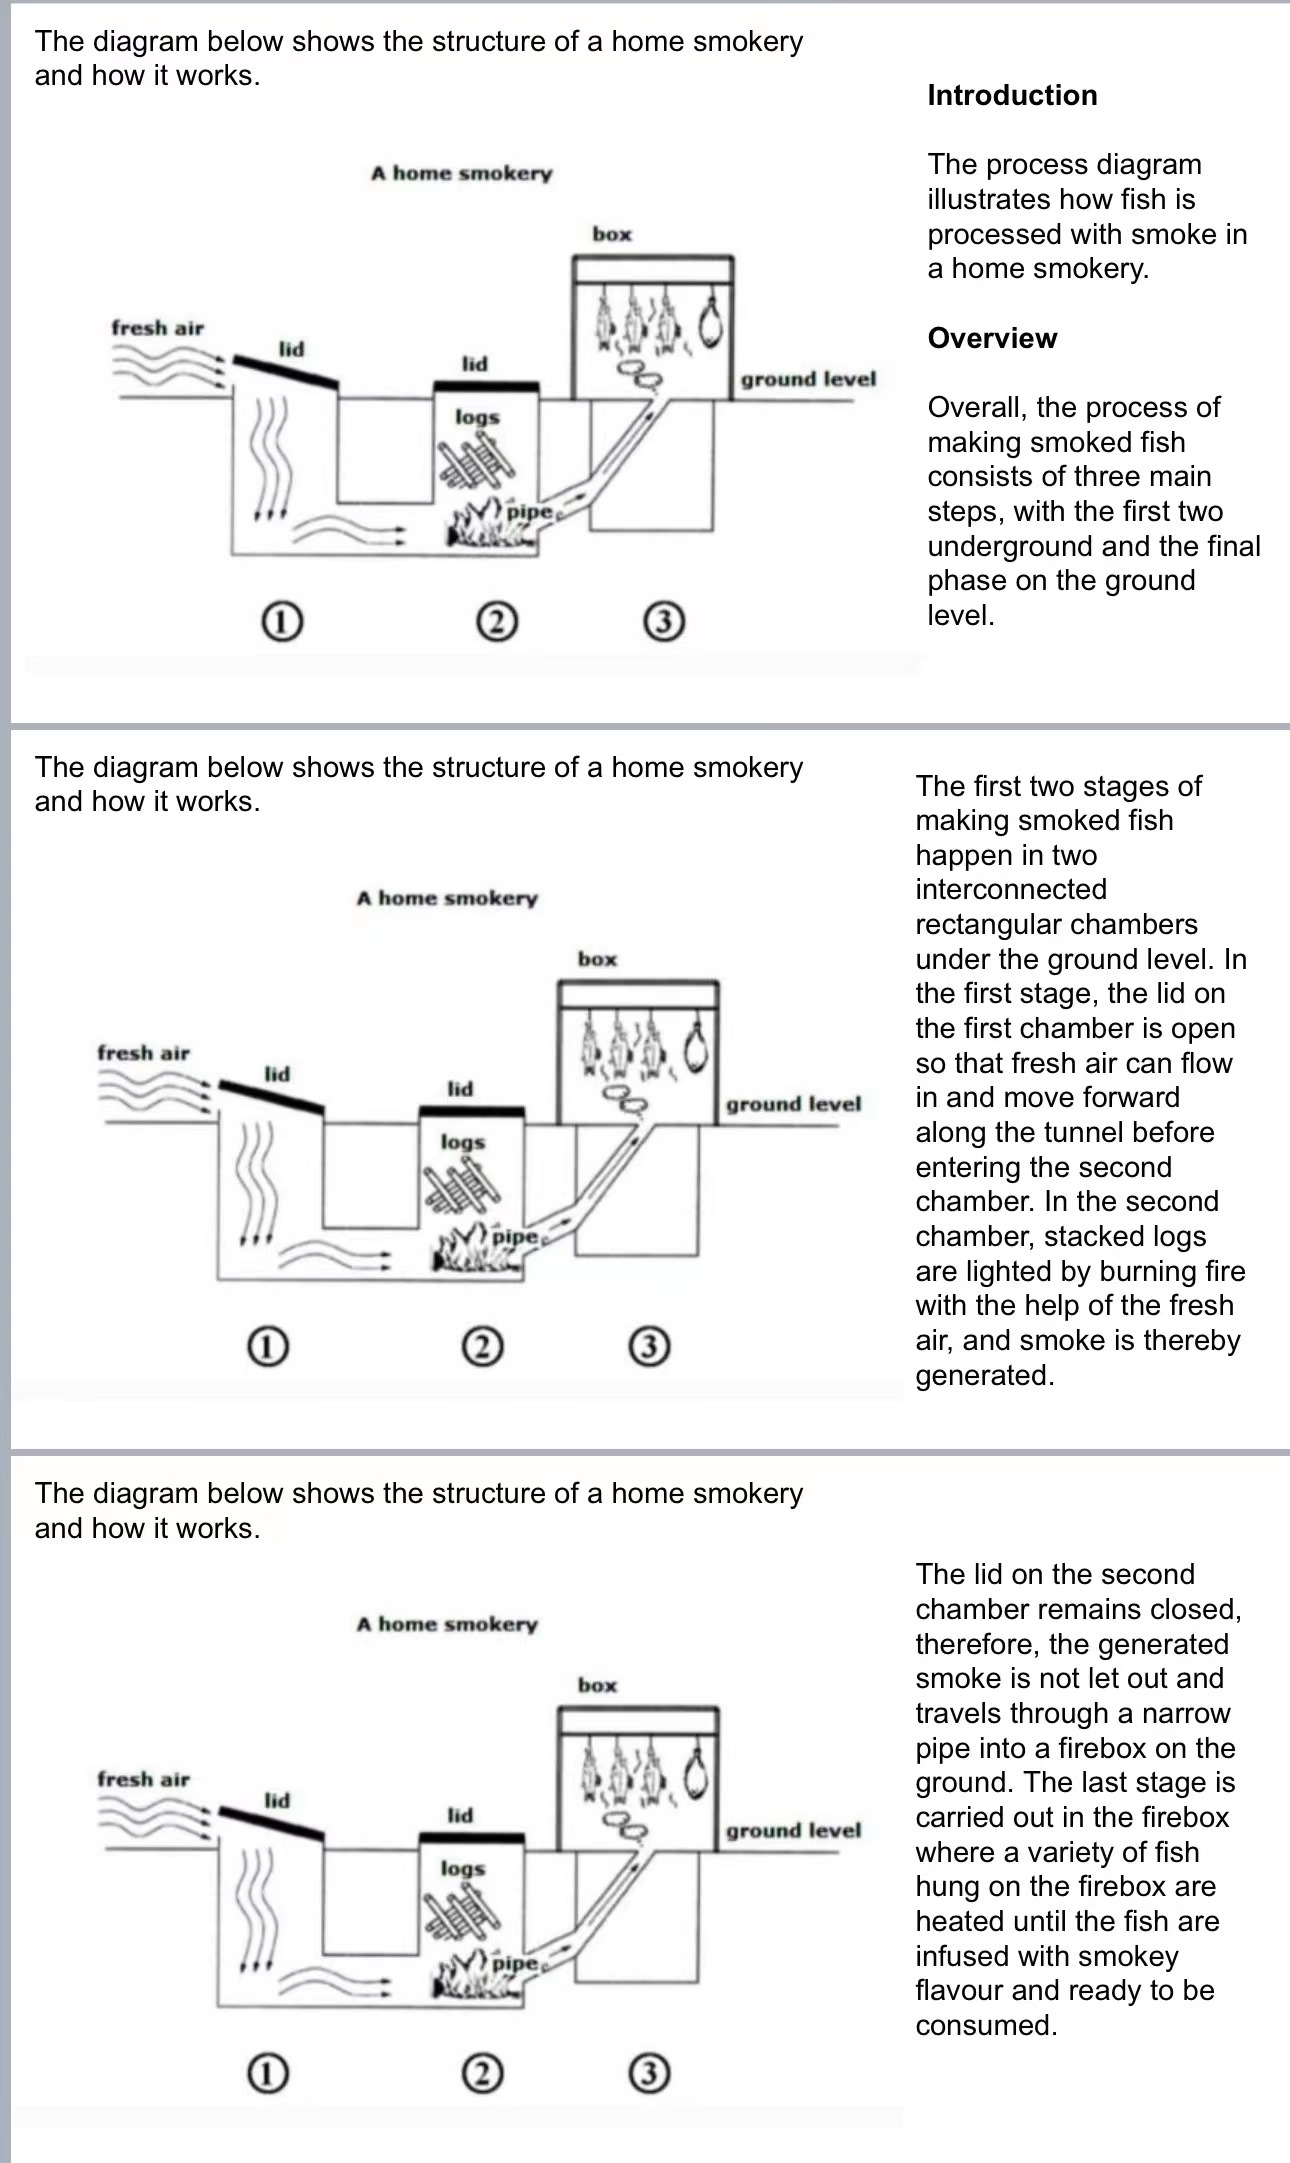 The diagram below shows the structure of a home smokery
and how it works.
A home smokery
box
fresh air
lid
lid
ground level
logs
pipe
1
2
3
Introduction
The process diagram
illustrates how fish is
processed with smoke in
a home smokery.
Overview
Overall, the process of
making smoked fish
consists of three main
steps, with the first two
underground and the final
phase on the ground
level.
The diagram below shows the structure of a home smokery
and how it works.
A home smokery
box
fresh air
lid
lid
ground level
logs
pipe
1
2
3
The first two stages of
making smoked fish
happen in two
interconnected
rectangular chambers
under the ground level. In
the first stage, the lid on
the first chamber is open
so that fresh air can flow
in and move forward
along the tunnel before
entering the second
chamber. In the second
chamber, stacked logs
are lighted by burning fire
with the help of the fresh
air, and smoke is thereby
generated.
The diagram below shows the structure of a home smokery
and how it works.
A home smokery
box
fresh air
lid
lid
ground level
logs
pipe
1
2
3
The lid on the second
chamber remains closed,
therefore, the generated
smoke is not let out and
travels through a narrow
pipe into a firebox on the
ground. The last stage is
carried out in the firebox
where a variety of fish
hung on the firebox are
heated until the fish are
infused with smokey
flavour and ready to be
consumed.